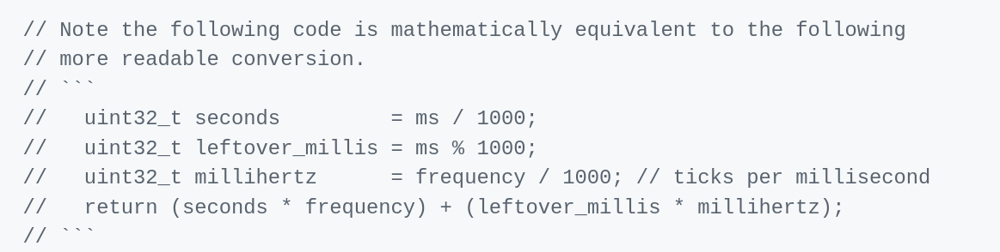 // Note the following code is mathematically equivalent to the following
// more readable conversion.
// ```
//   uint32_t seconds         = ms / 1000;
//   uint32_t leftover_millis = ms % 1000;
//   uint32_t millihertz      = frequency / 1000; // ticks per millisecond
//   return (seconds * frequency) + (leftover_millis * millihertz);
// ```